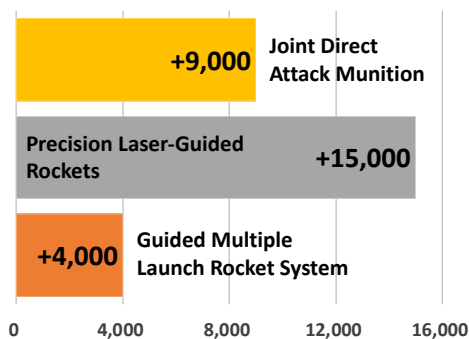 +9,000
Joint Direct
Attack Munition
Precision Laser-Guided
Rockets
+15,000
+4,000
Guided Multiple
Launch Rocket System
0 4,000 8,000 12,000 16,000